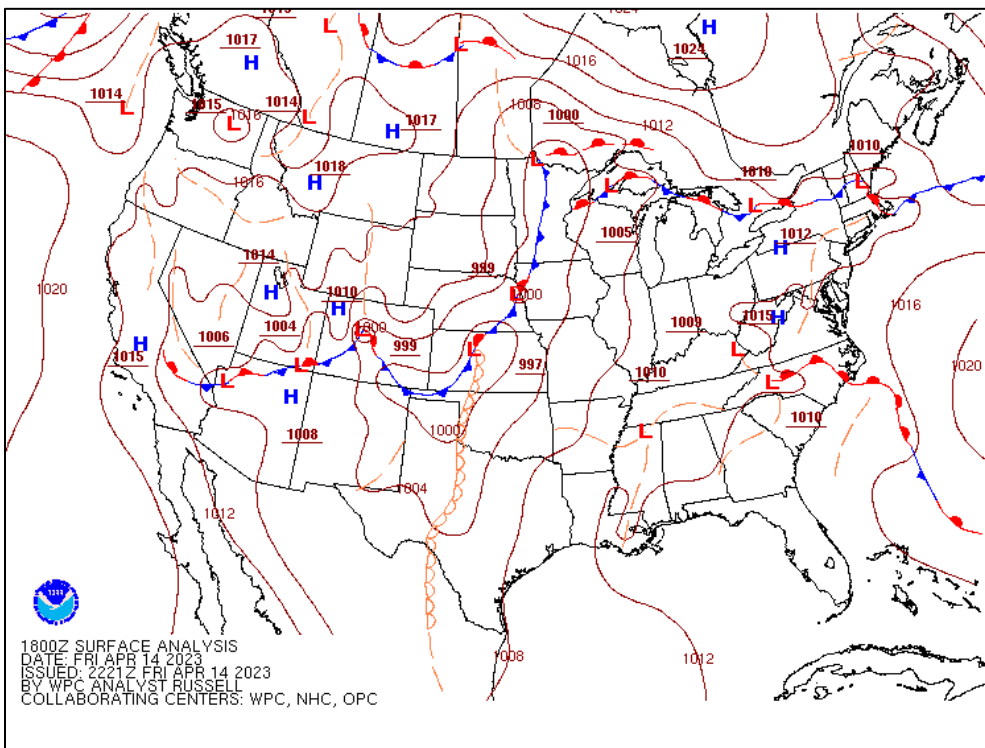 1016
1024
H
L
1017
H
L
1024
1016
1014
L
1015
1016
L
1014
L
H
1017
1008
1000
1012
L
1018
H
1016
1010
L
1010
L
L
1012
H
1005
1014
H
999
1010
H
L
1000
1020
1016
1006
1004
1000
L
999
L
1009
1015
H
H
1015
L
L
H
997
L
1010
L
1020
1008
1000
L
1010
1004
1012
1008
1012
1800Z SURFACE ANALYSIS
DATE: FRI APR 14 2023
ISSUED: 2221Z FRI APR 14 2023
BY WPC ANALYST RUSSELL
COLLABORATING CENTERS: WPC, NHC, OPC